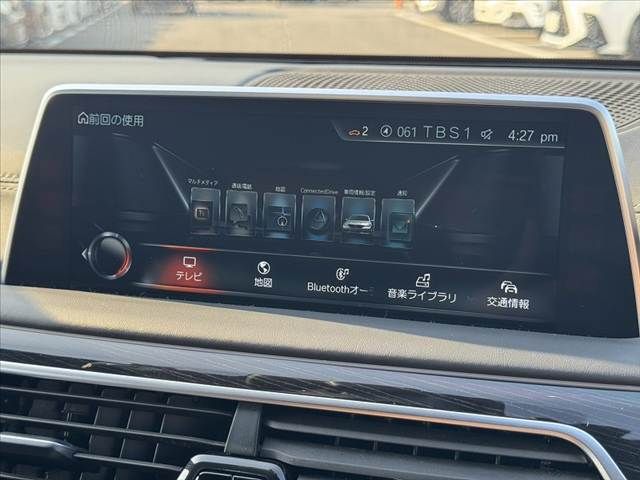 前回の使用
2 061 TBS1 4:27 pm
マルチメディア 通信/電話 地図 ConnectedDrive 車両情報/設定 通知
テレビ 地図 Bluetoothオー 音楽ライブラリ 交通情報